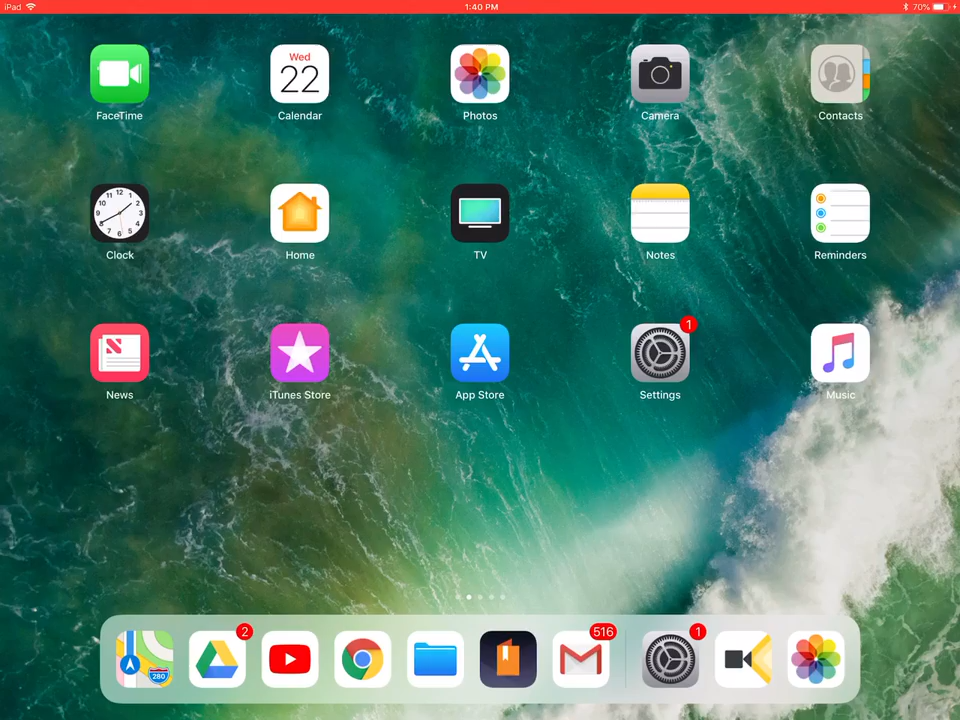 iPad 1:40 PM 70%
Wed
22
FaceTime Calendar Photos Camera Contacts
Clock Home TV Notes Reminders
1
News iTunes Store App Store Settings Music
2 516 1
280